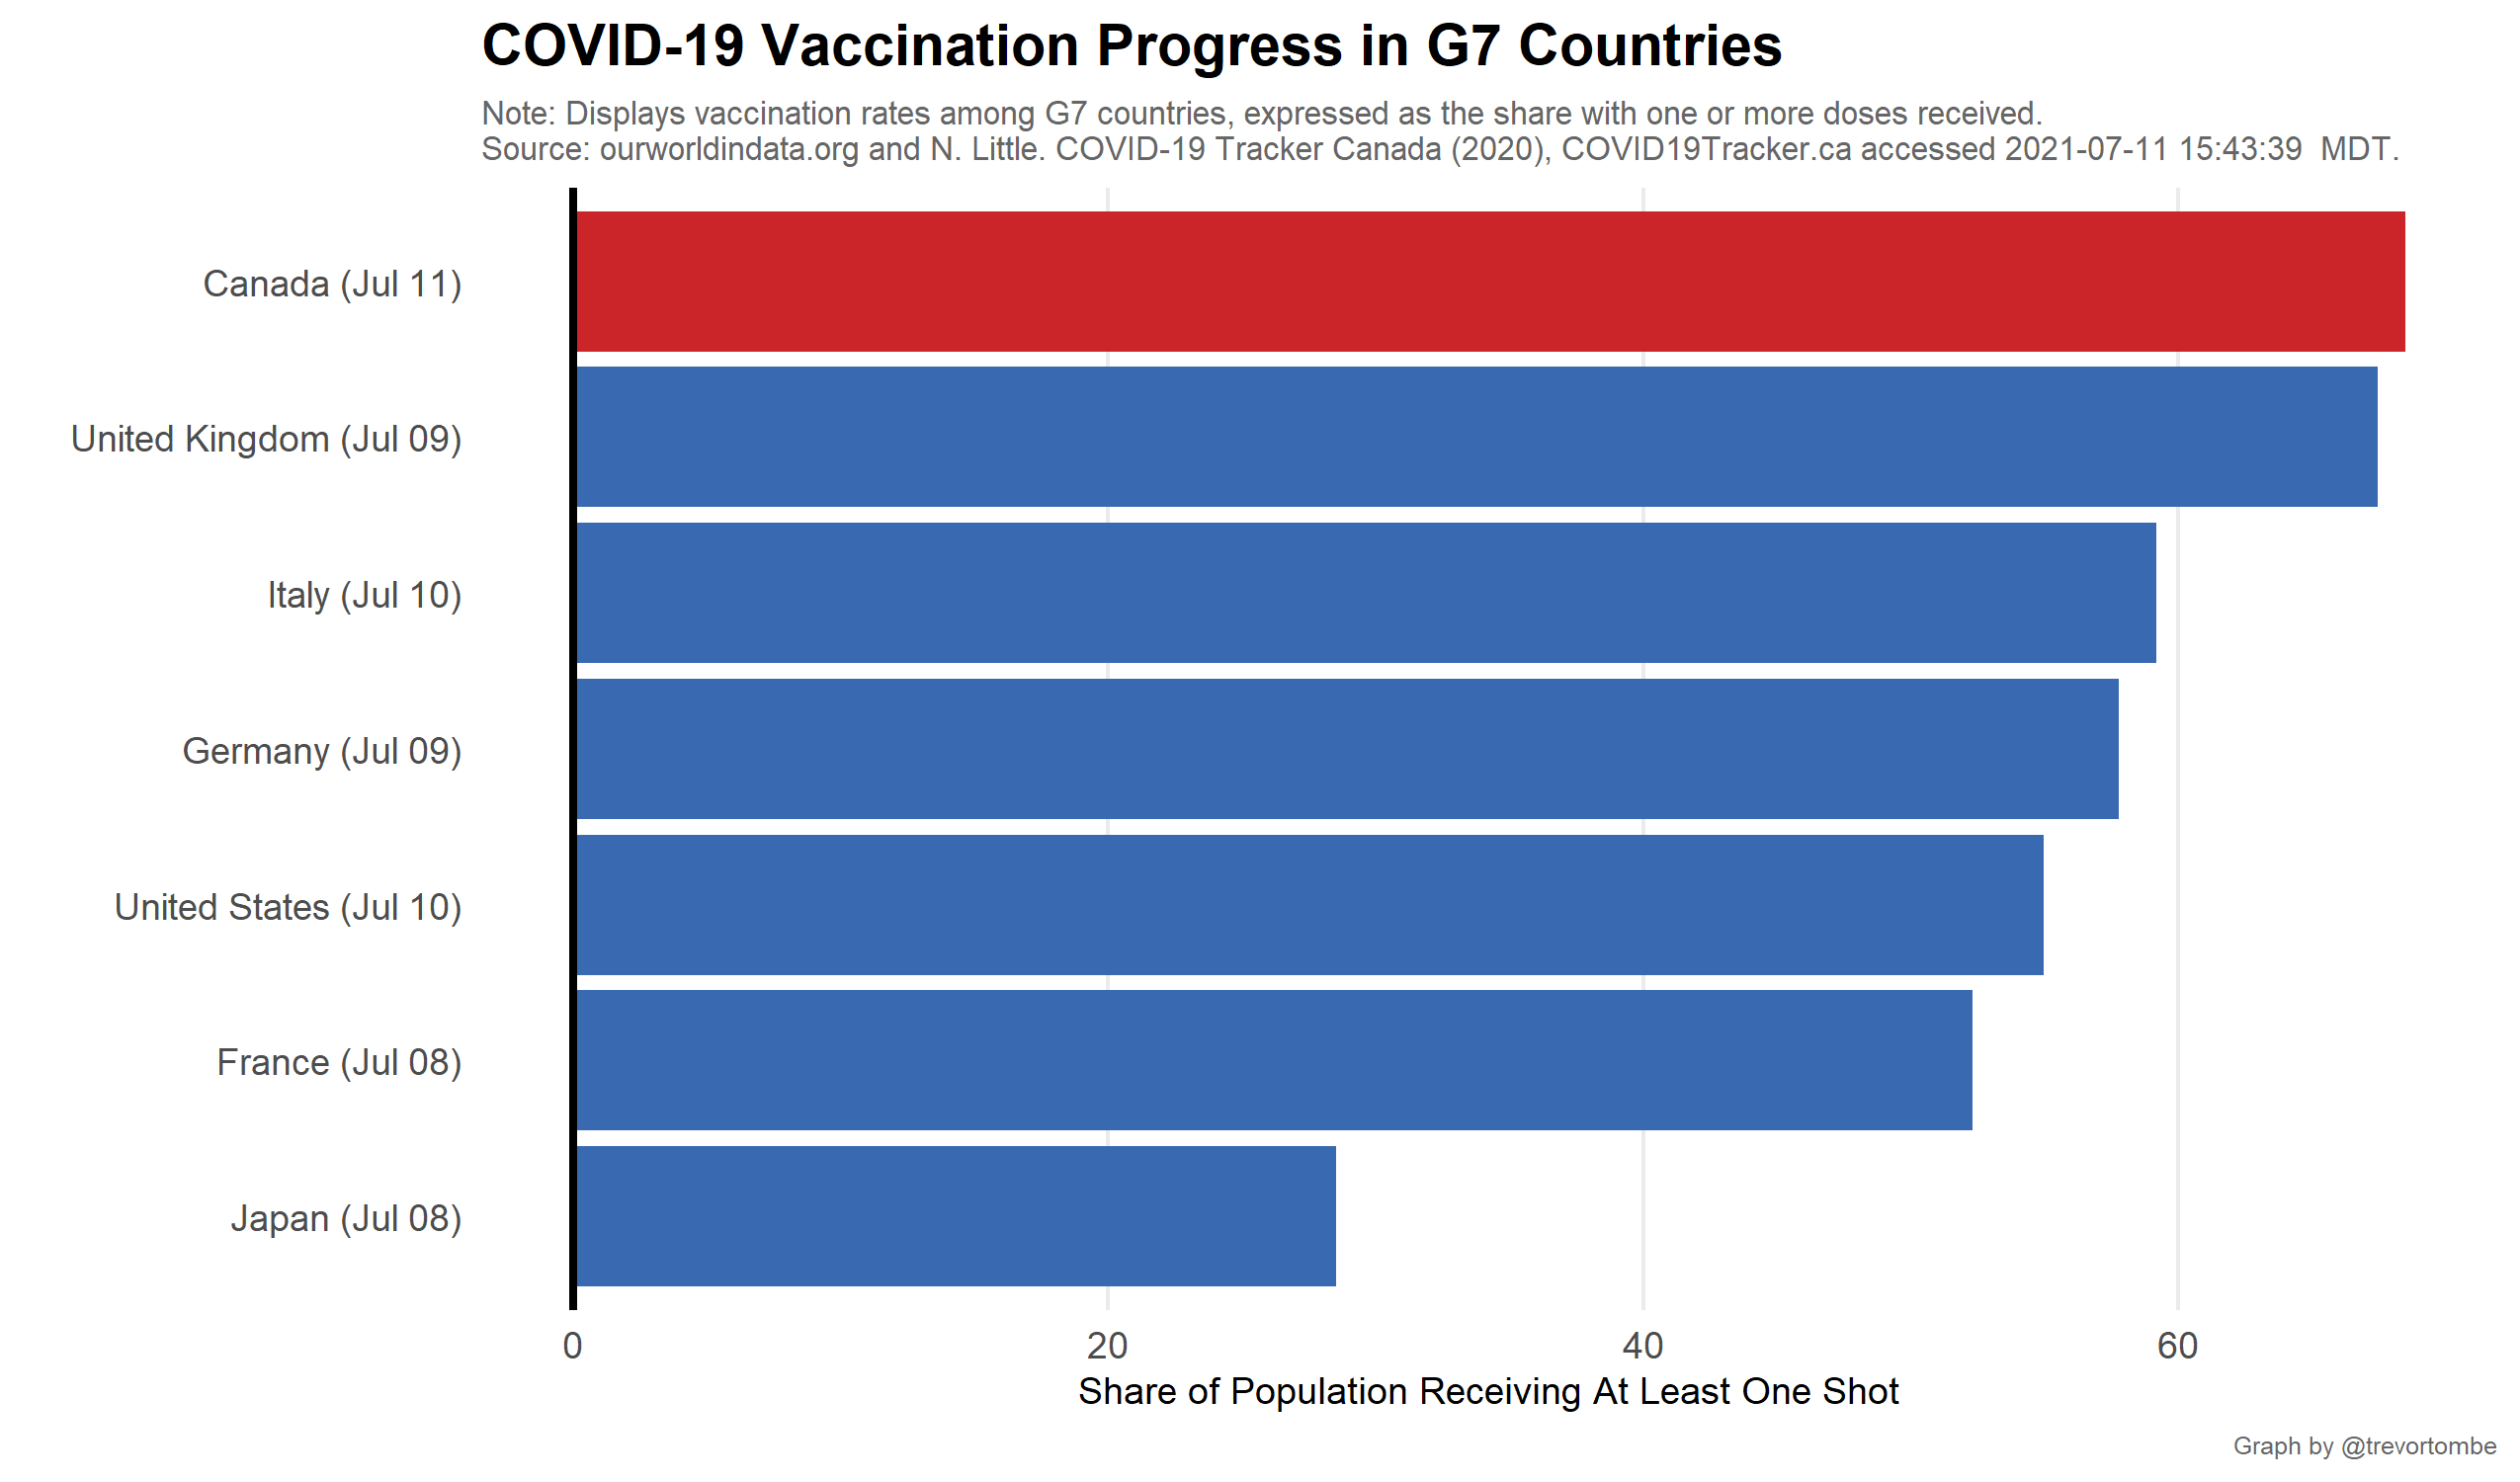 COVID-19 Vaccination Progress in G7 Countries
Note: Displays vaccination rates among G7 countries, expressed as the share with one or more doses received.
Source: ourworldindata.org and N. Little. COVID-19 Tracker Canada (2020), COVID19Tracker.ca accessed 2021-07-11 15:43:39  MDT.
Canada (Jul 11)
United Kingdom (Jul 09)
Italy (Jul 10)
Germany (Jul 09)
United States (Jul 10)
France (Jul 08)
Japan (Jul 08)
0 20 40 60
Share of Population Receiving At Least One Shot
Graph by @trevortombe